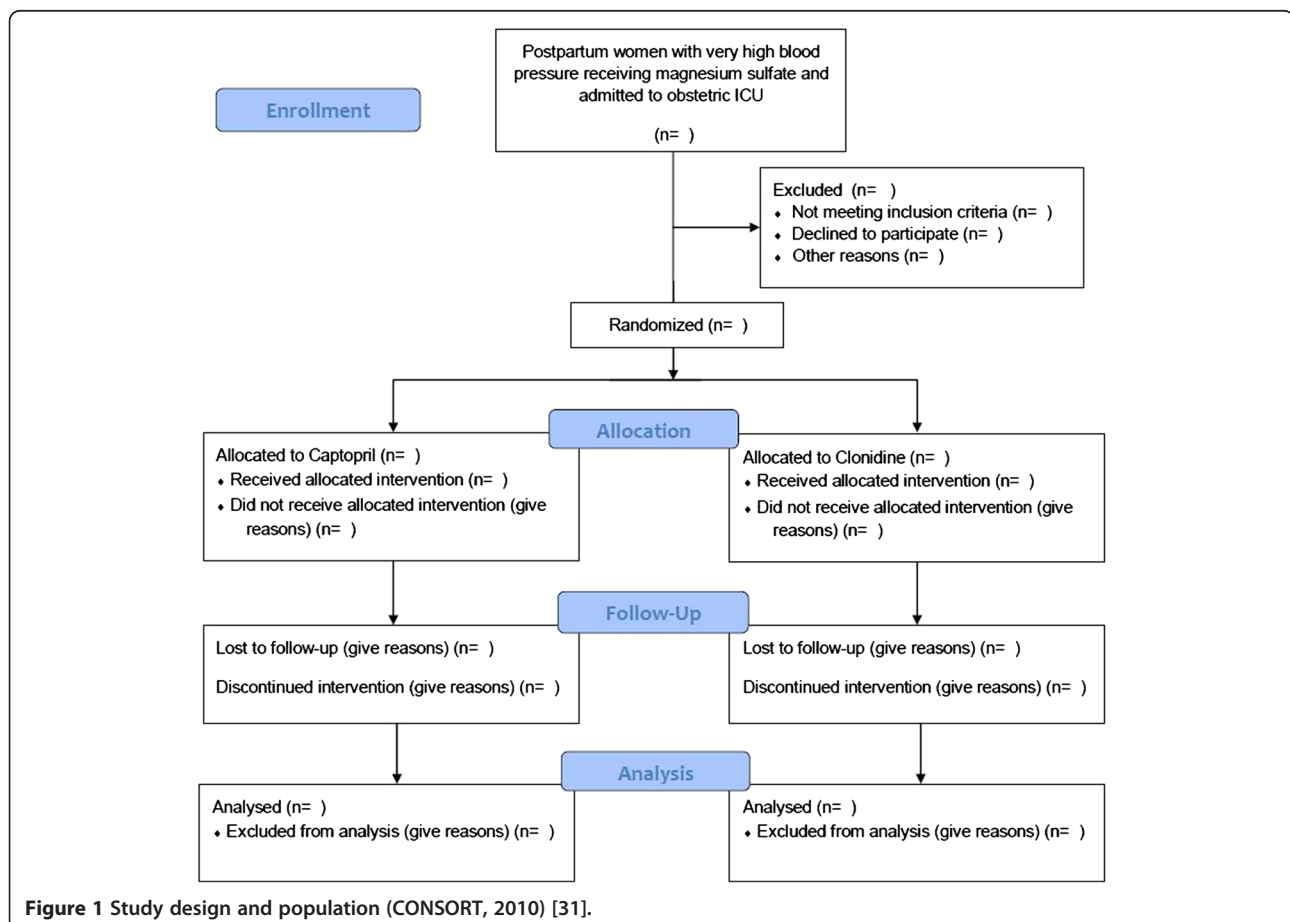 Postpartum women with very high blood
pressure receiving magnesium sulfate and
admitted to obstetric ICU
(n=  )
Enrollment
Excluded (n=  )
⬧ Not meeting inclusion criteria (n=  )
⬧ Declined to participate (n=  )
⬧ Other reasons (n=  )
Randomized (n=  )
Allocation
Allocated to Captopril (n=  )
⬧ Received allocated intervention (n=  )
⬧ Did not receive allocated intervention (give
reasons) (n=  )
Allocated to Clonidine (n=  )
⬧ Received allocated intervention (n=  )
⬧ Did not receive allocated intervention (give
reasons) (n=  )
Follow-Up
Lost to follow-up (give reasons) (n=  )
Discontinued intervention (give reasons) (n=  )
Lost to follow-up (give reasons) (n=  )
Discontinued intervention (give reasons) (n=  )
Analysis
Analysed (n=  )
⬧ Excluded from analysis (give reasons) (n=  )
Analysed (n=  )
⬧ Excluded from analysis (give reasons) (n=  )
Figure 1 Study design and population (CONSORT, 2010) [31].